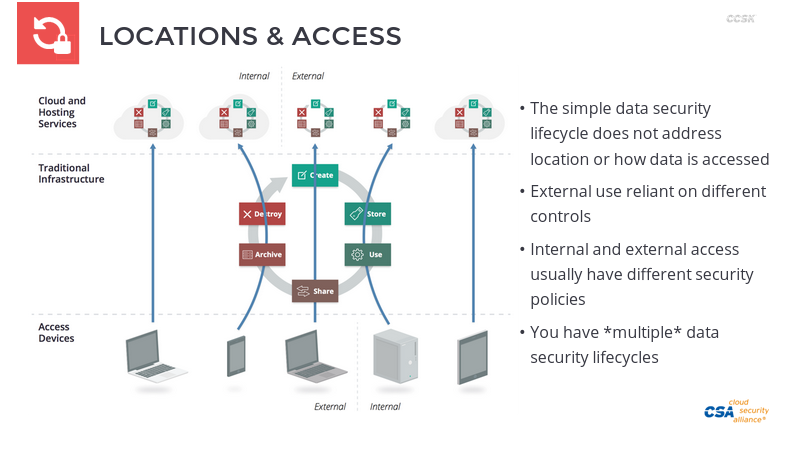 CCSK
LOCATIONS & ACCESS
Internal
External
Cloud and
Hosting
Services
Traditional
Infrastructure
Create
Destroy
Store
Archive
Use
Share
Access
Devices
External
Internal
• The simple data security
lifecycle does not address
location or how data is accessed
• External use reliant on different
controls
• Internal and external access
usually have different security
policies
• You have *multiple* data
security lifecycles
CSA cloud
security
alliance®